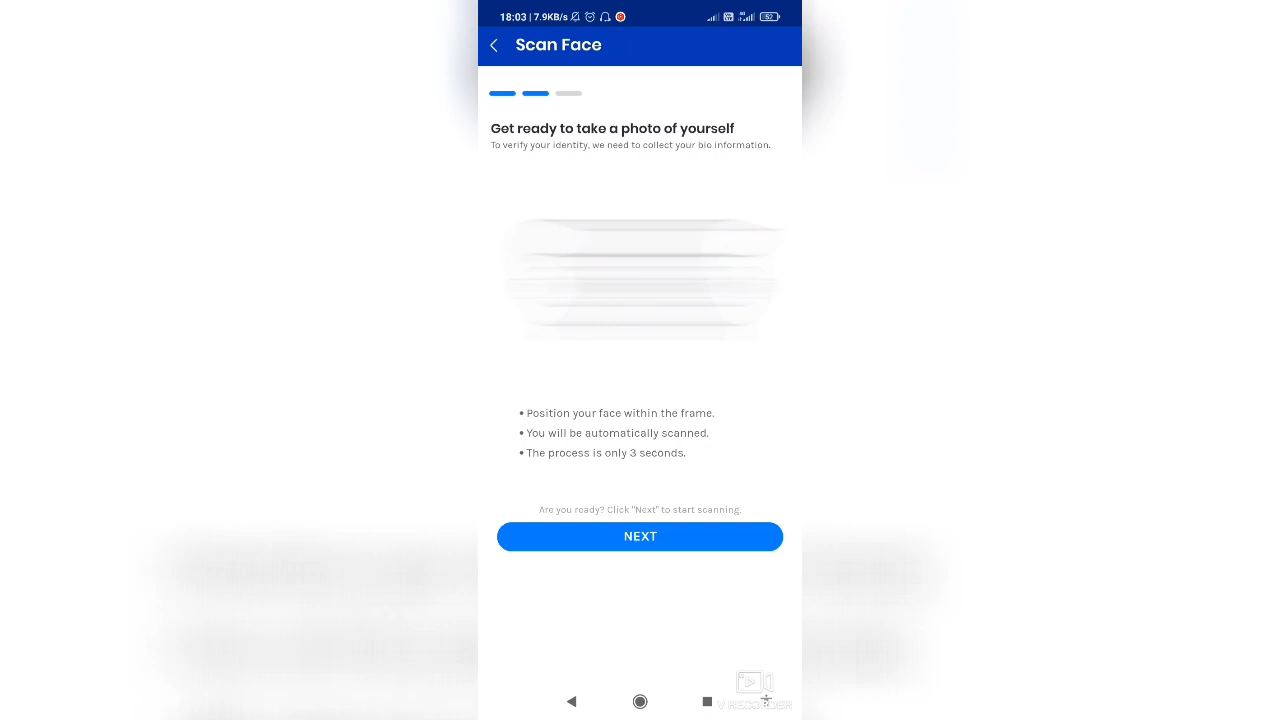 18:03 | 7.9KB/s
Scan Face
Get ready to take a photo of yourself
To verify your identity, we need to collect your bio information.
• Position your face within the frame.
• You will be automatically scanned.
• The process is only 3 seconds.
Are you ready? Click "Next" to start scanning.
NEXT
V RECORDER